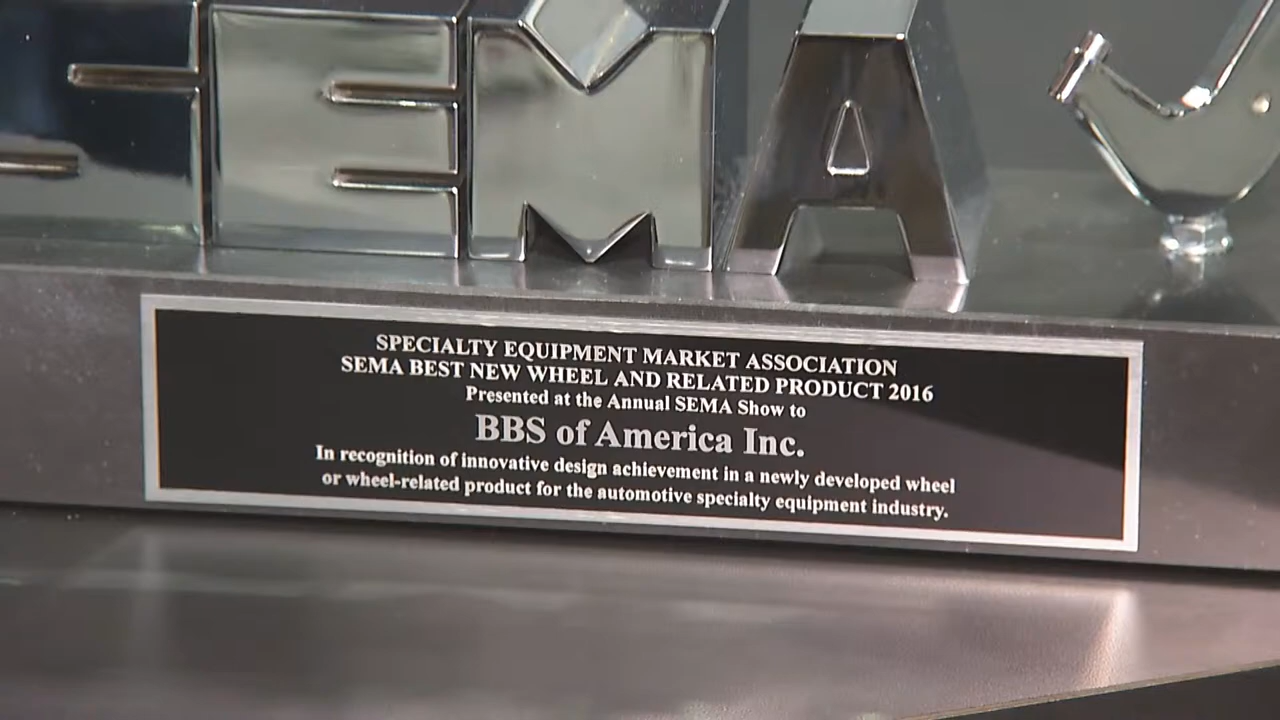 SEMA
SPECIALTY EQUIPMENT MARKET ASSOCIATION
SEMA BEST NEW WHEEL AND RELATED PRODUCT 2016
Presented at the Annual SEMA Show to
BBS of America Inc.
In recognition of innovative design achievement in a newly developed wheel
or wheel-related product for the automotive specialty equipment industry.